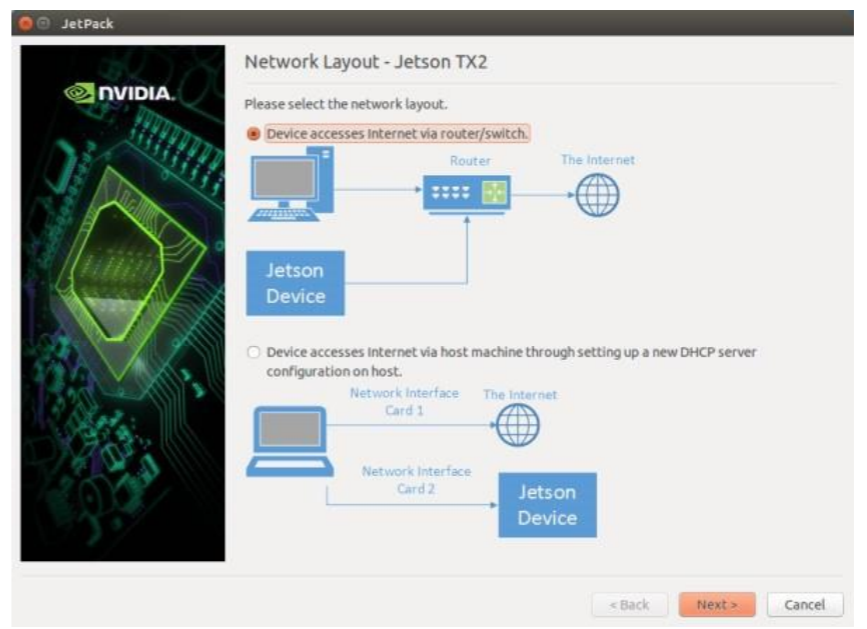 JetPack
NVIDIA.
Network Layout - Jetson TX2
Please select the network layout.
Device accesses Internet via router/switch.
Router
The Internet
Jetson
Device
Device accesses Internet via host machine through setting up a new DHCP server
configuration on host.
Network Interface
Card 1
The Internet
Network Interface
Card 2
Jetson
Device
< Back
Next >
Cancel